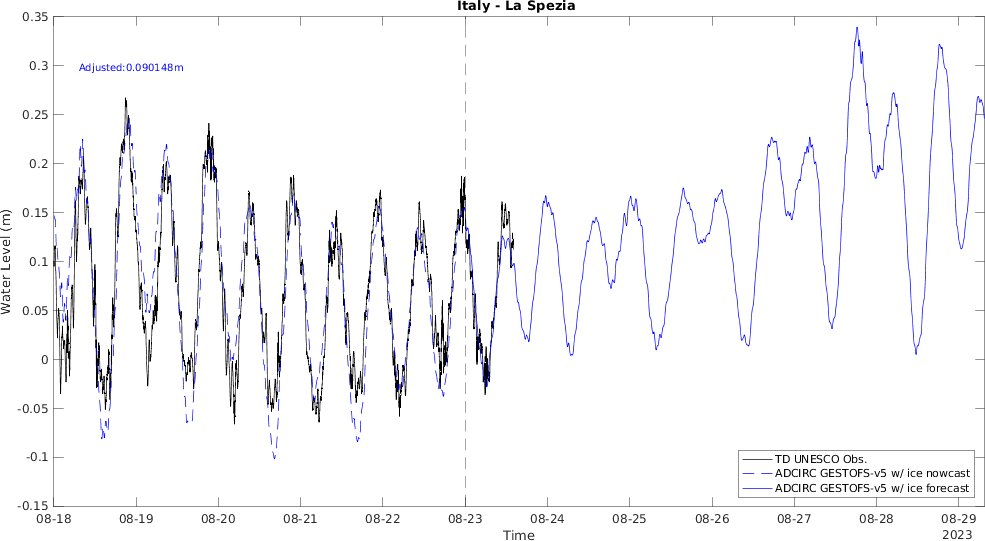 Italy - La Spezia
Adjusted:0.090148m
Water Level (m)
0.35
0.3
0.25
0.2
0.15
0.1
0.05
0
-0.05
-0.1
-0.15
TD UNESCO Obs.
ADCIRC GESTOFS-v5 w/ ice nowcast
ADCIRC GESTOFS-v5 w/ ice forecast
08-18 08-19 08-20 08-21 08-22 08-23 08-24 08-25 08-26 08-27 08-28 08-29
Time
2023